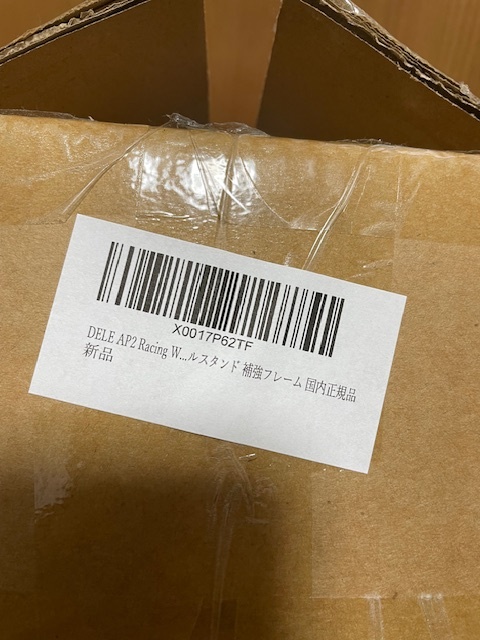 X0017P62TF
DELE AP2 Racing W...ルスタンド 補強フレーム 国内正規品
新品